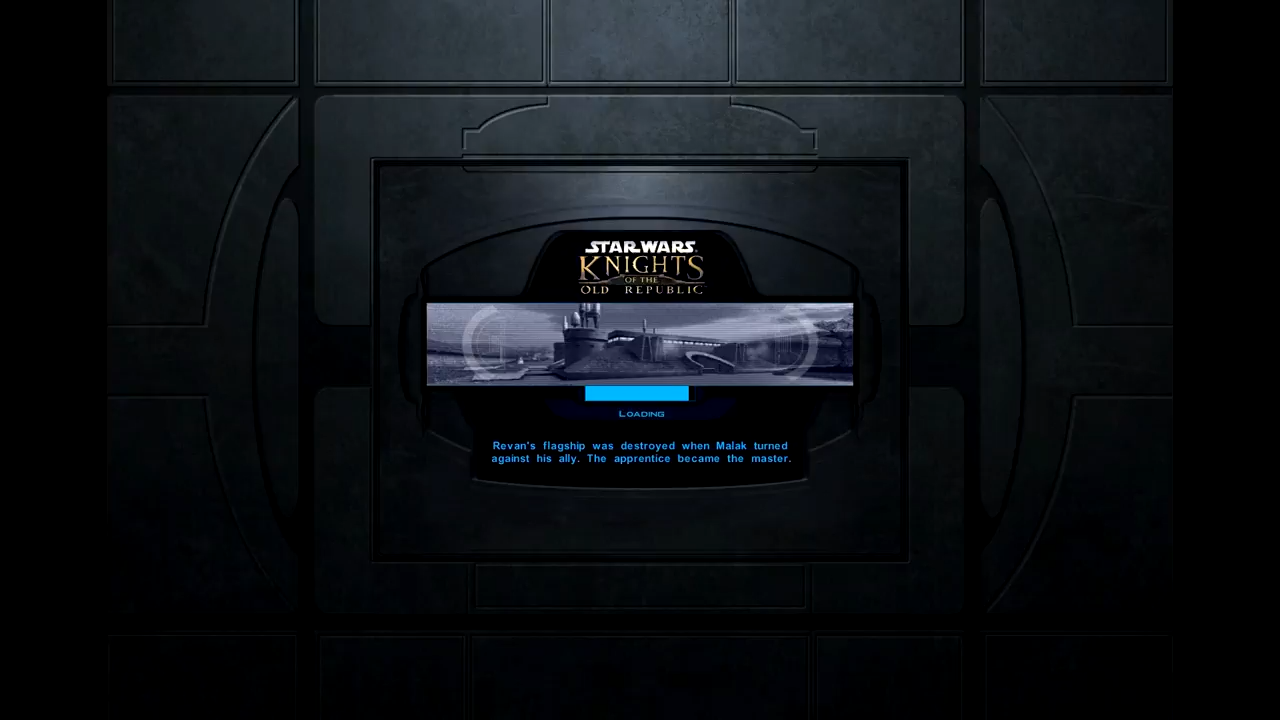 STAR WARS
KNIGHTS
OF THE
OLD REPUBLIC
LOADING
Revan's flagship was destroyed when Malak turned
against his ally. The apprentice became the master.